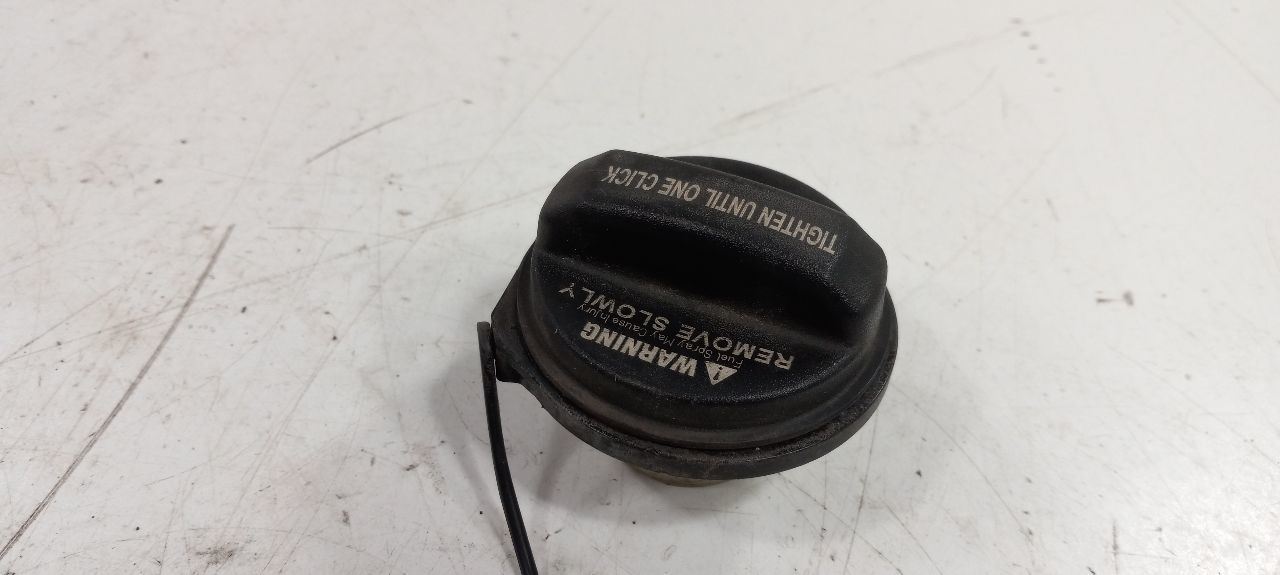 WARNING
Fuel Spray May Cause Injury
REMOVE SLOWLY
TIGHTEN UNTIL ONE CLICK